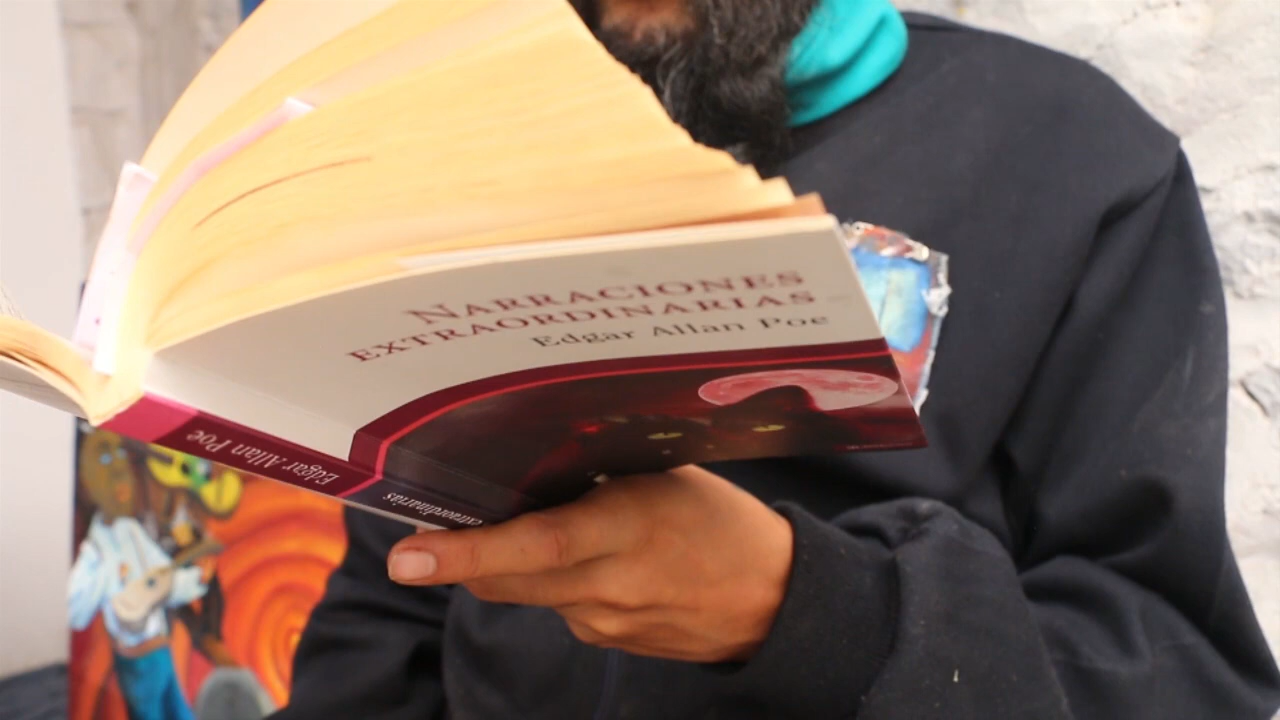 NARRACIONES
EXTRAORDINARIAS
Edgar Allan Poe
Edgar Allan Poe
extraordinarias